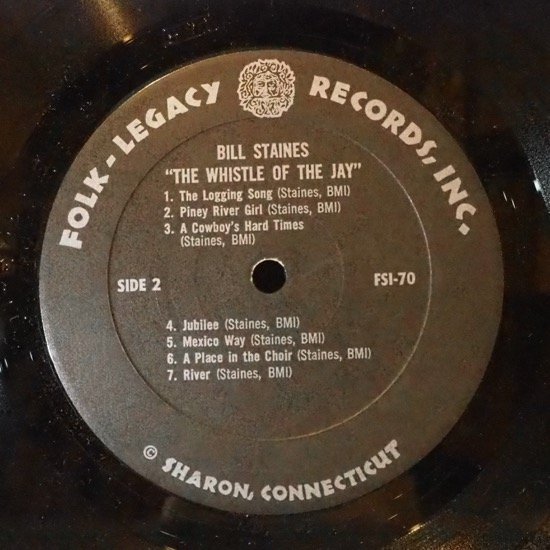 FOLK-LEGACY RECORDS, INC.
BILL STAINES
"THE WHISTLE OF THE JAY"
1. The Logging Song (Staines, BMI)
2. Piney River Girl (Staines, BMI)
3. A Cowboy's Hard Times
(Staines, BMI)
SIDE 2
FSI-70
4. Jubilee (Staines, BMI)
5. Mexico Way (Staines, BMI)
6. A Place in the Choir (Staines, BMI)
7. River (Staines, BMI)
© SHARON, CONNECTICUT